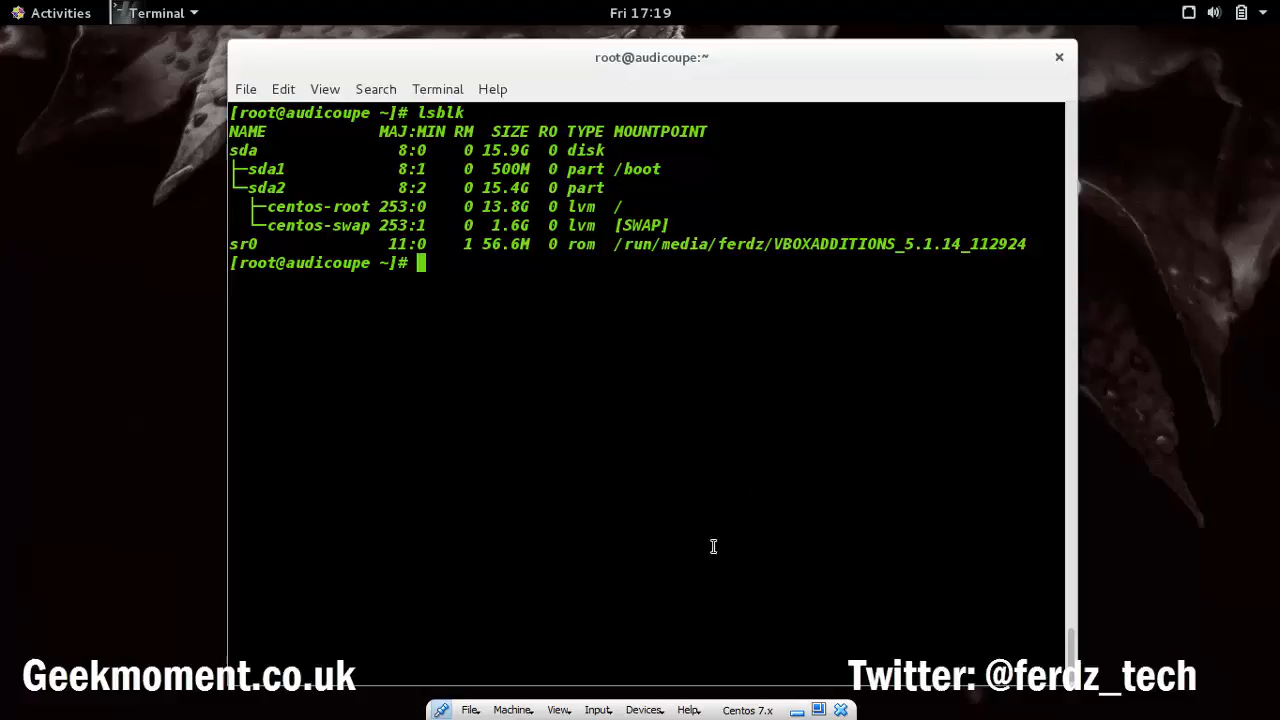 Activities Terminal Fri 17:19
root@audicoupe:~
File Edit View Search Terminal Help
[root@audicoupe ~]# lsblk
NAME MAJ:MIN RM SIZE RO TYPE MOUNTPOINT
sda 8:0 0 15.9G 0 disk
├─sda1 8:1 0 500M 0 part /boot
└─sda2 8:2 0 15.4G 0 part
├─centos-root 253:0 0 13.8G 0 lvm /
└─centos-swap 253:1 0 1.6G 0 lvm [SWAP]
sr0 11:0 1 56.6M 0 rom /run/media/ferdz/VBOXADDITIONS_5.1.14_112924
[root@audicoupe ~]#
Geekmoment.co.uk Twitter: @ferdz_tech
File Machine View Input Devices Help Centos 7.x